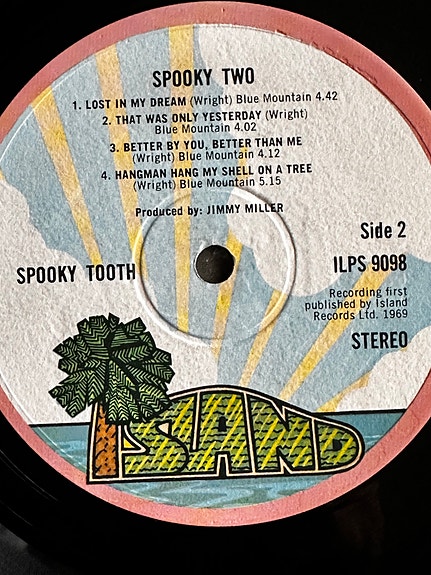 SPOOKY TWO
1. LOST IN MY DREAM (Wright) Blue Mountain 4.42
2. THAT WAS ONLY YESTERDAY (Wright)
Blue Mountain 4.02
3. BETTER BY YOU, BETTER THAN ME
(Wright) Blue Mountain 4.12
4. HANGMAN HANG MY SHELL ON A TREE
(Wright) Blue Mountain 5.15
Produced by: JIMMY MILLER
Side 2
SPOOKY TOOTH
ILPS 9098
Recording first
published by Island
Records Ltd. 1969
STEREO
ISLAND